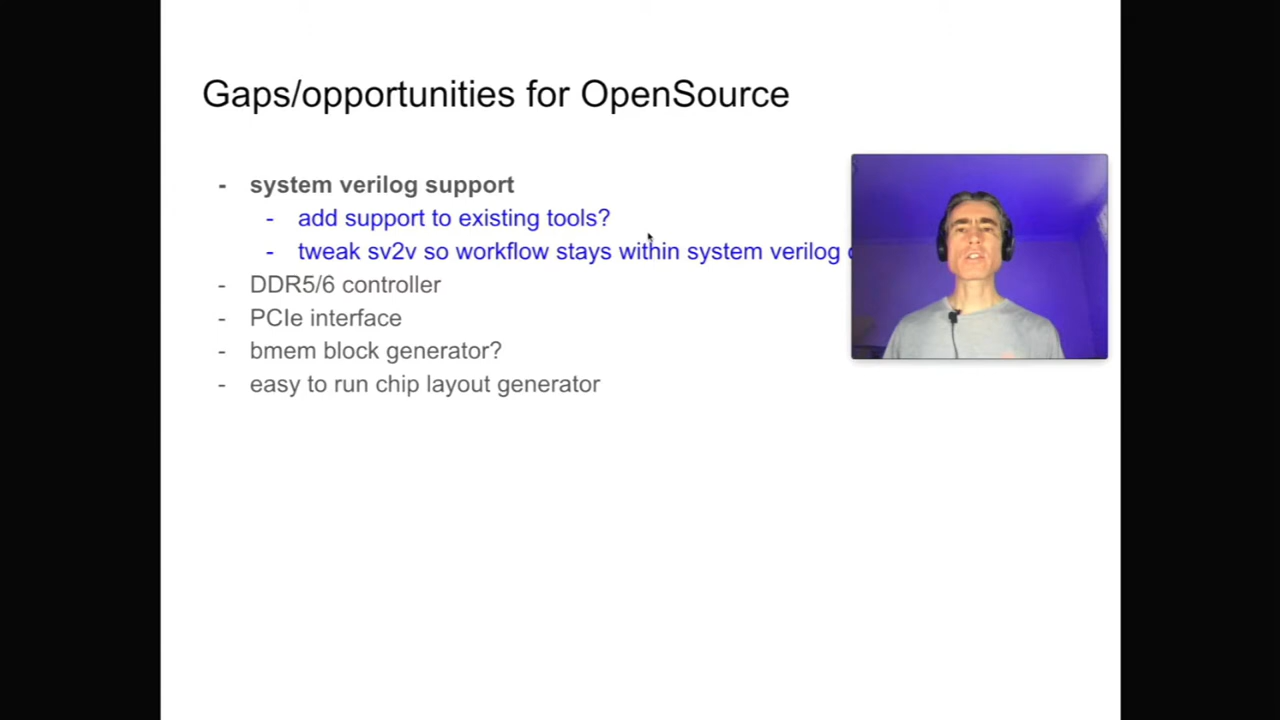 Gaps/opportunities for OpenSource
- system verilog support
- add support to existing tools?
- tweak sv2v so workflow stays within system verilog
- DDR5/6 controller
- PCIe interface
- bmem block generator?
- easy to run chip layout generator